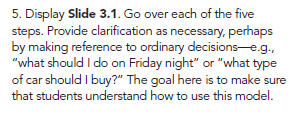 5. Display Slide 3.1. Go over each of the five
steps. Provide clarification as necessary, perhaps
by making reference to ordinary decisions—e.g.,
“what should I do on Friday night” or “what type
of car should I buy?” The goal here is to make sure
that students understand how to use this model.